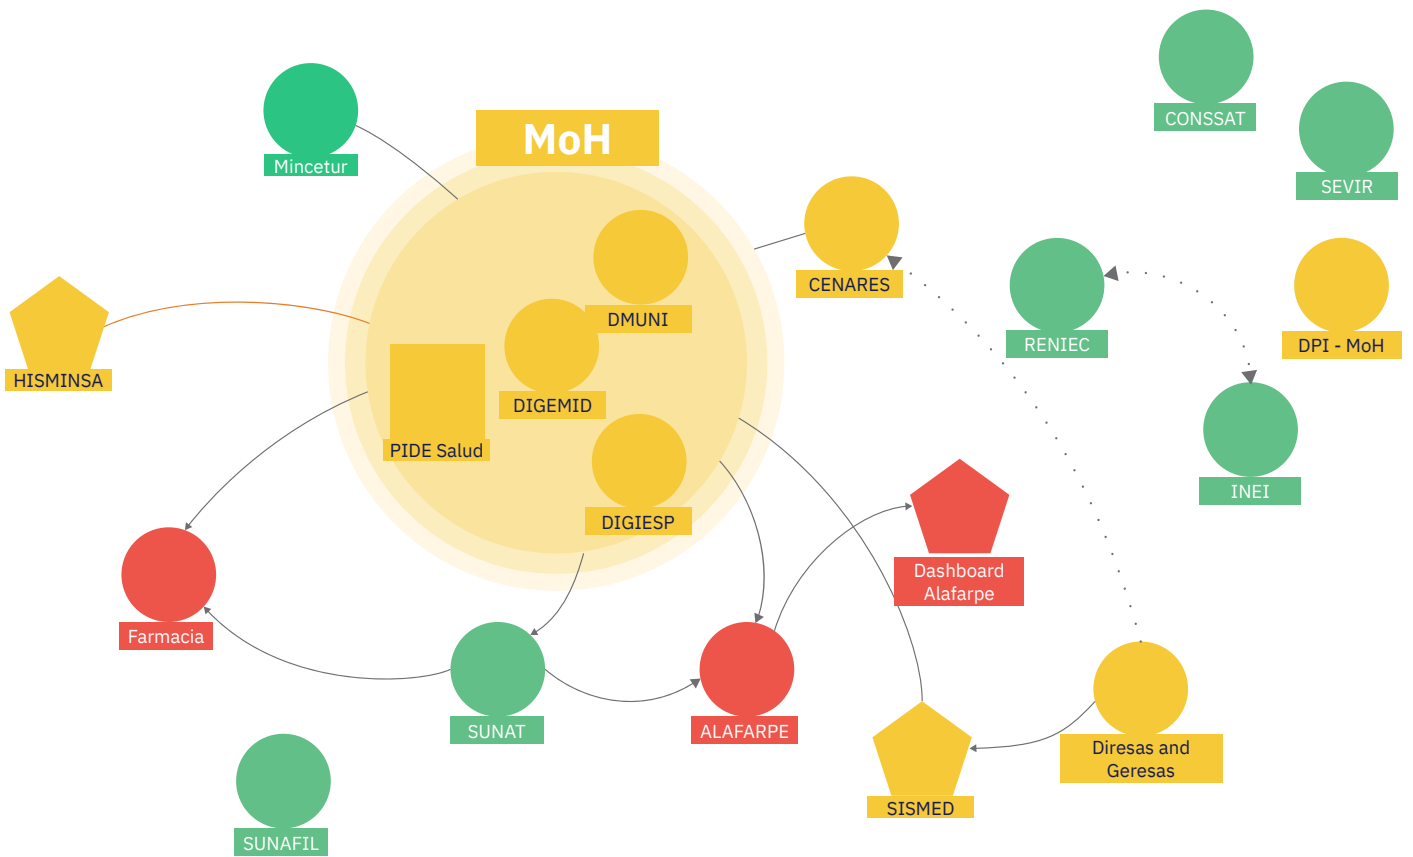 CONSSAT
MoH
Mincetur
SEVIR
CENARES
DMUNI
RENIEC
DPI - MoH
HISMINSA
DIGEMID
PIDE Salud
INEI
DIGIESP
Dashboard
Alafarpe
Farmacia
SUNAT
ALAFARPE
Diresas and
Geresas
SISMED
SUNAFIL